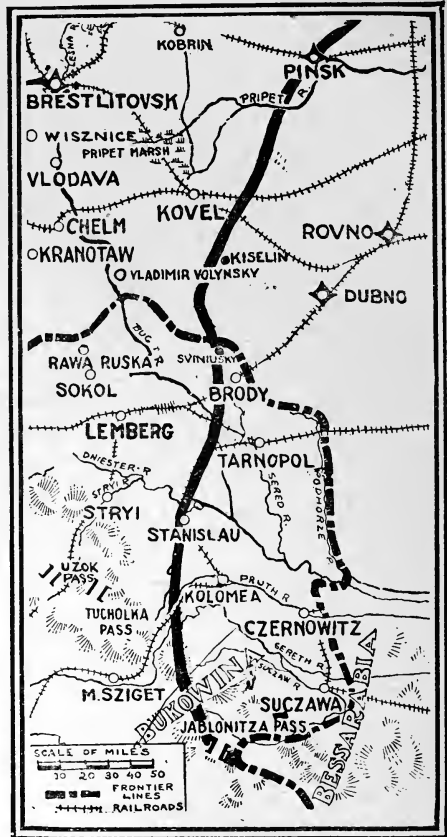 KOBRIN
LESNA R.
PINSK
BRESTLITOVSK
PRIPET R.
WISZNICE
PRIPET MARSH
VLODAVA
KOVEL
CHELM
ROVNO
KRANOTAW
KISELIN
VLADIMIR VOLYNSKY
DUBNO
BUG
RAWA RUSKA
SVINIUSKY
SOKOL
BRODY
LEMBERG
TARNOPOL
DNIESTER R
SERED R.
PODHORZE R.
STRYI R
STRYI
STANISLAU
UZOK
PASS
PRUTH R
KOLOMEA
TUCHOLKA
PASS
CZERNOWITZ
SERETH R.
SUCZAW R
M.SZIGET
BUKOWINA
SUCZAWA
BESSARABIA
JABLONITZA PASS
SCALE OF MILES
10 20 30 40 50
FRONTIER
LINES
RAILROADS